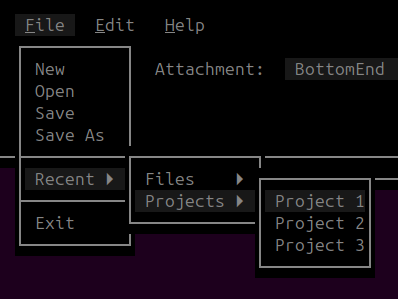 File Edit Help
New
Attachment: BottomEnd
Open
Save
Save As
Recent
Files
Projects
Project 1
Exit
Project 2
Project 3